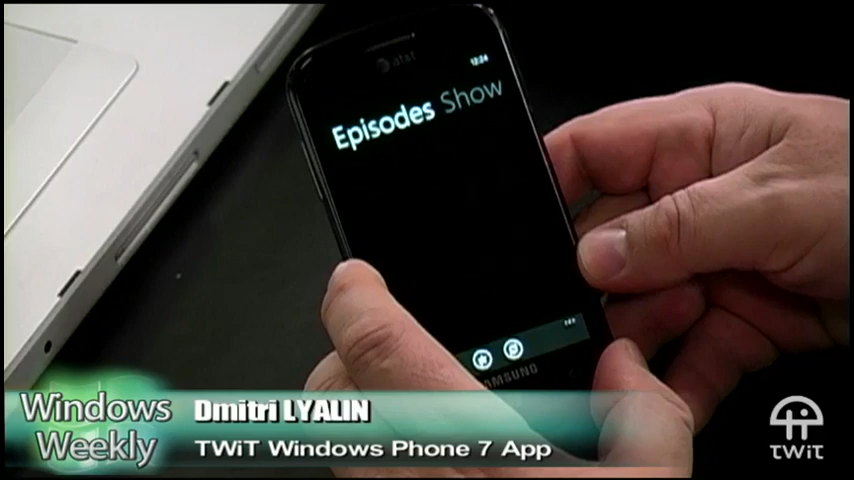 at&t
12:24
Episodes Show
SAMSUNG
Windows
Weekly
Dmitri LYALIN
TWiT Windows Phone 7 App
TWiT